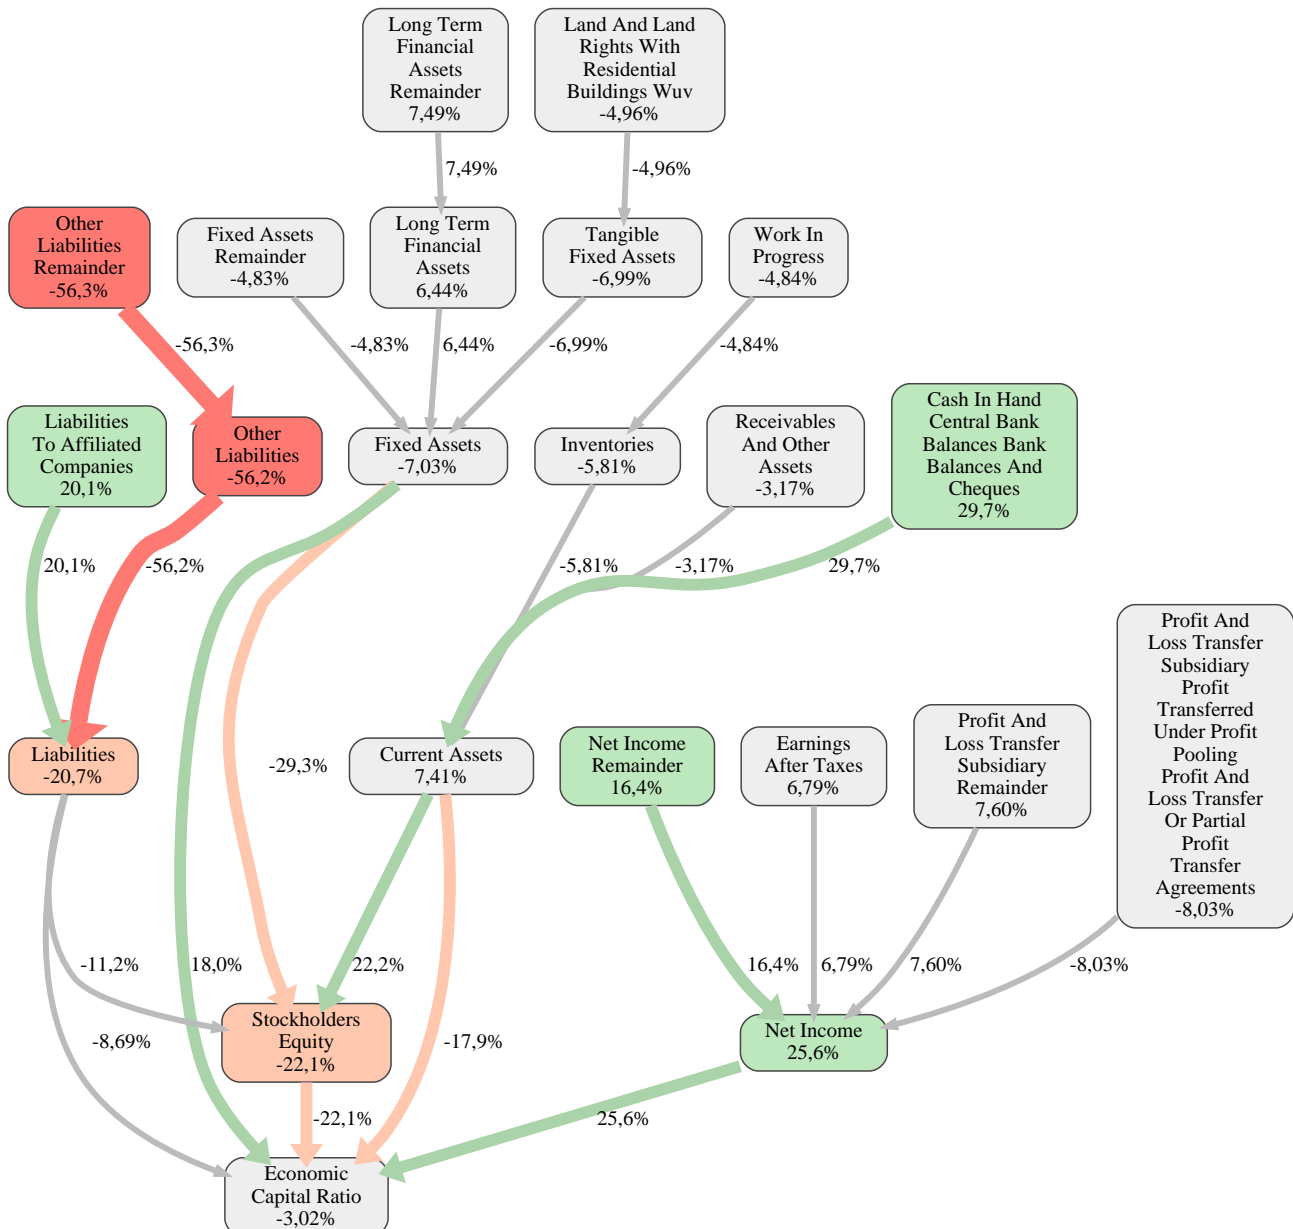 Long Term
Financial
Assets
Remainder
7,49%
Land And Land
Rights With
Residential
Buildings Wuv
-4,96%
7,49%
-4,96%
Other
Liabilities
Remainder
-56,3%
Fixed Assets
Remainder
-4,83%
Long Term
Financial
Assets
6,44%
Tangible
Fixed Assets
-6,99%
Work In
Progress
-4,84%
-56,3%
-4,83%
6,44%
-6,99%
-4,84%
Liabilities
To Affiliated
Companies
20,1%
Other
Liabilities
-56,2%
Fixed Assets
-7,03%
Inventories
-5,81%
Receivables
And Other
Assets
-3,17%
Cash In Hand
Central Bank
Balances Bank
Balances And
Cheques
29,7%
20,1%
-56,2%
-5,81%
-3,17%
29,7%
Profit And
Loss Transfer
Subsidiary
Profit
Transferred
Under Profit
Pooling
Profit And
Loss Transfer
Or Partial
Profit
Transfer
Agreements
-8,03%
Liabilities
-20,7%
-29,3%
Current Assets
7,41%
Net Income
Remainder
16,4%
Earnings
After Taxes
6,79%
Profit And
Loss Transfer
Subsidiary
Remainder
7,60%
-11,2%
18,0%
22,2%
16,4%
6,79%
7,60%
-8,03%
Stockholders
Equity
-22,1%
-8,69%
-17,9%
Net Income
25,6%
-22,1%
25,6%
Economic
Capital Ratio
-3,02%